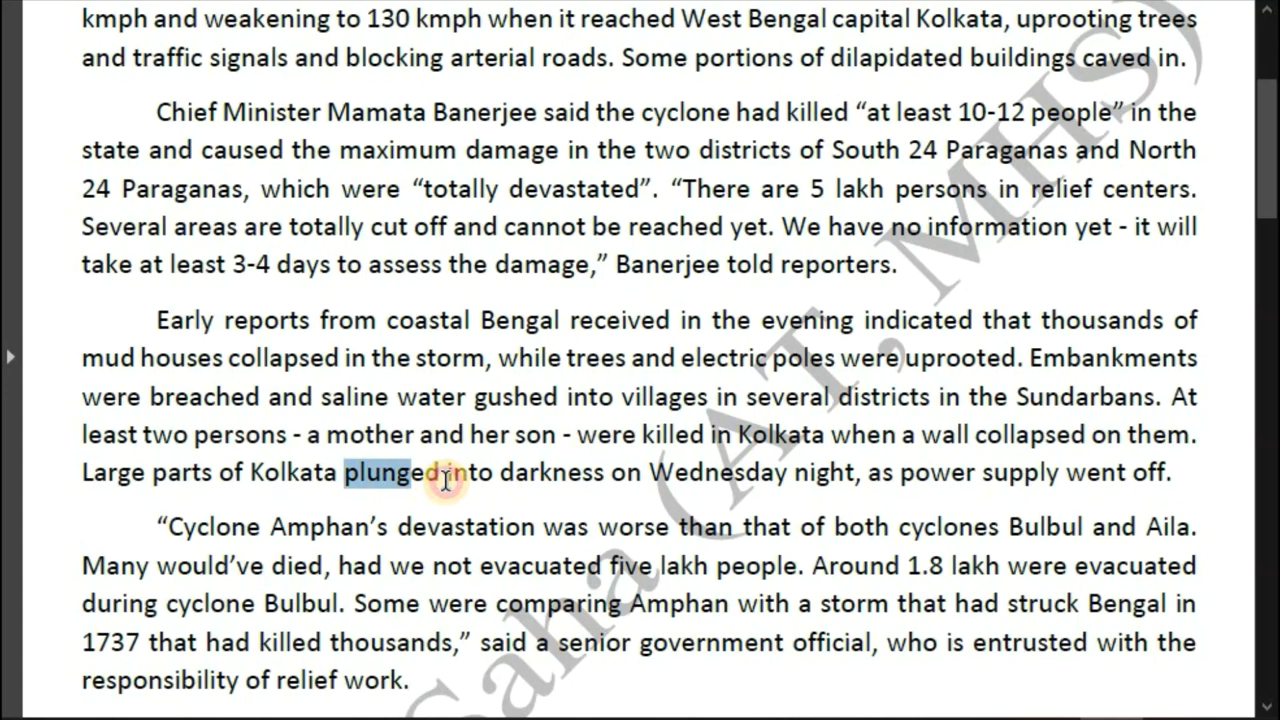 kmph and weakening to 130 kmph when it reached West Bengal capital Kolkata, uprooting trees
and traffic signals and blocking arterial roads. Some portions of dilapidated buildings caved in.
Chief Minister Mamata Banerjee said the cyclone had killed “at least 10-12 people” in the
state and caused the maximum damage in the two districts of South 24 Paraganas and North
24 Paraganas, which were “totally devastated”. “There are 5 lakh persons in relief centers.
Several areas are totally cut off and cannot be reached yet. We have no information yet - it will
take at least 3-4 days to assess the damage,” Banerjee told reporters.
Early reports from coastal Bengal received in the evening indicated that thousands of
mud houses collapsed in the storm, while trees and electric poles were uprooted. Embankments
were breached and saline water gushed into villages in several districts in the Sundarbans. At
least two persons - a mother and her son - were killed in Kolkata when a wall collapsed on them.
Large parts of Kolkata plunged into darkness on Wednesday night, as power supply went off.
“Cyclone Amphan’s devastation was worse than that of both cyclones Bulbul and Aila.
Many would’ve died, had we not evacuated five lakh people. Around 1.8 lakh were evacuated
during cyclone Bulbul. Some were comparing Amphan with a storm that had struck Bengal in
1737 that had killed thousands,” said a senior government official, who is entrusted with the
responsibility of relief work.
Saha (AT, MHS)